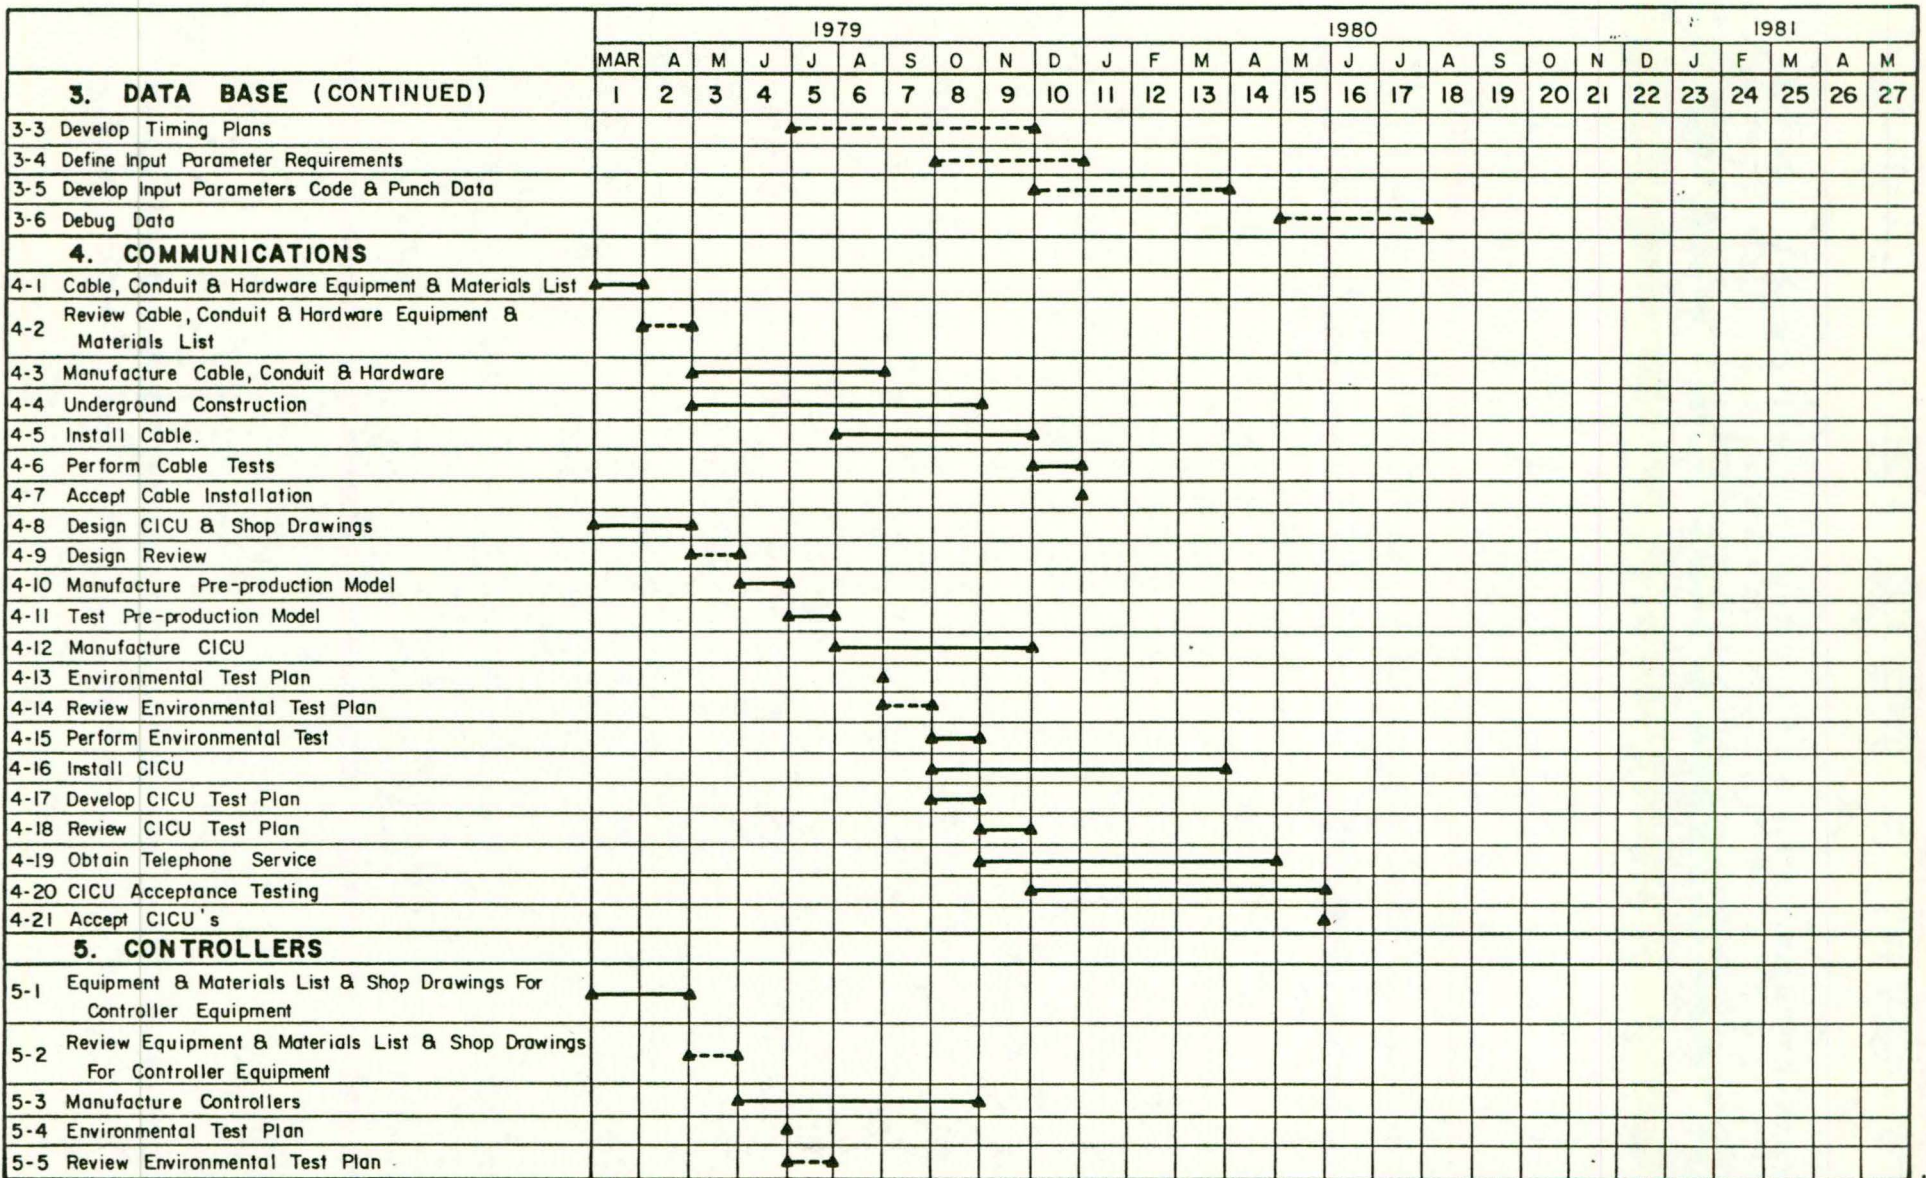 1979 1980 1981
MAR A M J J A S O N D J F M A M J J A S O N D J F M A M
3. DATA BASE (CONTINUED) 1 2 3 4 5 6 7 8 9 10 11 12 13 14 15 16 17 18 19 20 21 22 23 24 25 26 27
3-3 Develop Timing Plans
3-4 Define Input Parameter Requirements
3-5 Develop Input Parameters Code & Punch Data
3-6 Debug Data
4. COMMUNICATIONS
4-1 Cable, Conduit & Hardware Equipment & Materials List
4-2 Review Cable, Conduit & Hardware Equipment &
Materials List
4-3 Manufacture Cable, Conduit & Hardware
4-4 Underground Construction
4-5 Install Cable.
4-6 Perform Cable Tests
4-7 Accept Cable Installation
4-8 Design CICU & Shop Drawings
4-9 Design Review
4-10 Manufacture Pre-production Model
4-11 Test Pre-production Model
4-12 Manufacture CICU
4-13 Environmental Test Plan
4-14 Review Environmental Test Plan
4-15 Perform Environmental Test
4-16 Install CICU
4-17 Develop CICU Test Plan
4-18 Review CICU Test Plan
4-19 Obtain Telephone Service
4-20 CICU Acceptance Testing
4-21 Accept CICU's
5. CONTROLLERS
5-1 Equipment & Materials List & Shop Drawings For
Controller Equipment
5-2 Review Equipment & Materials List & Shop Drawings
For Controller Equipment
5-3 Manufacture Controllers
5-4 Environmental Test Plan
5-5 Review Environmental Test Plan